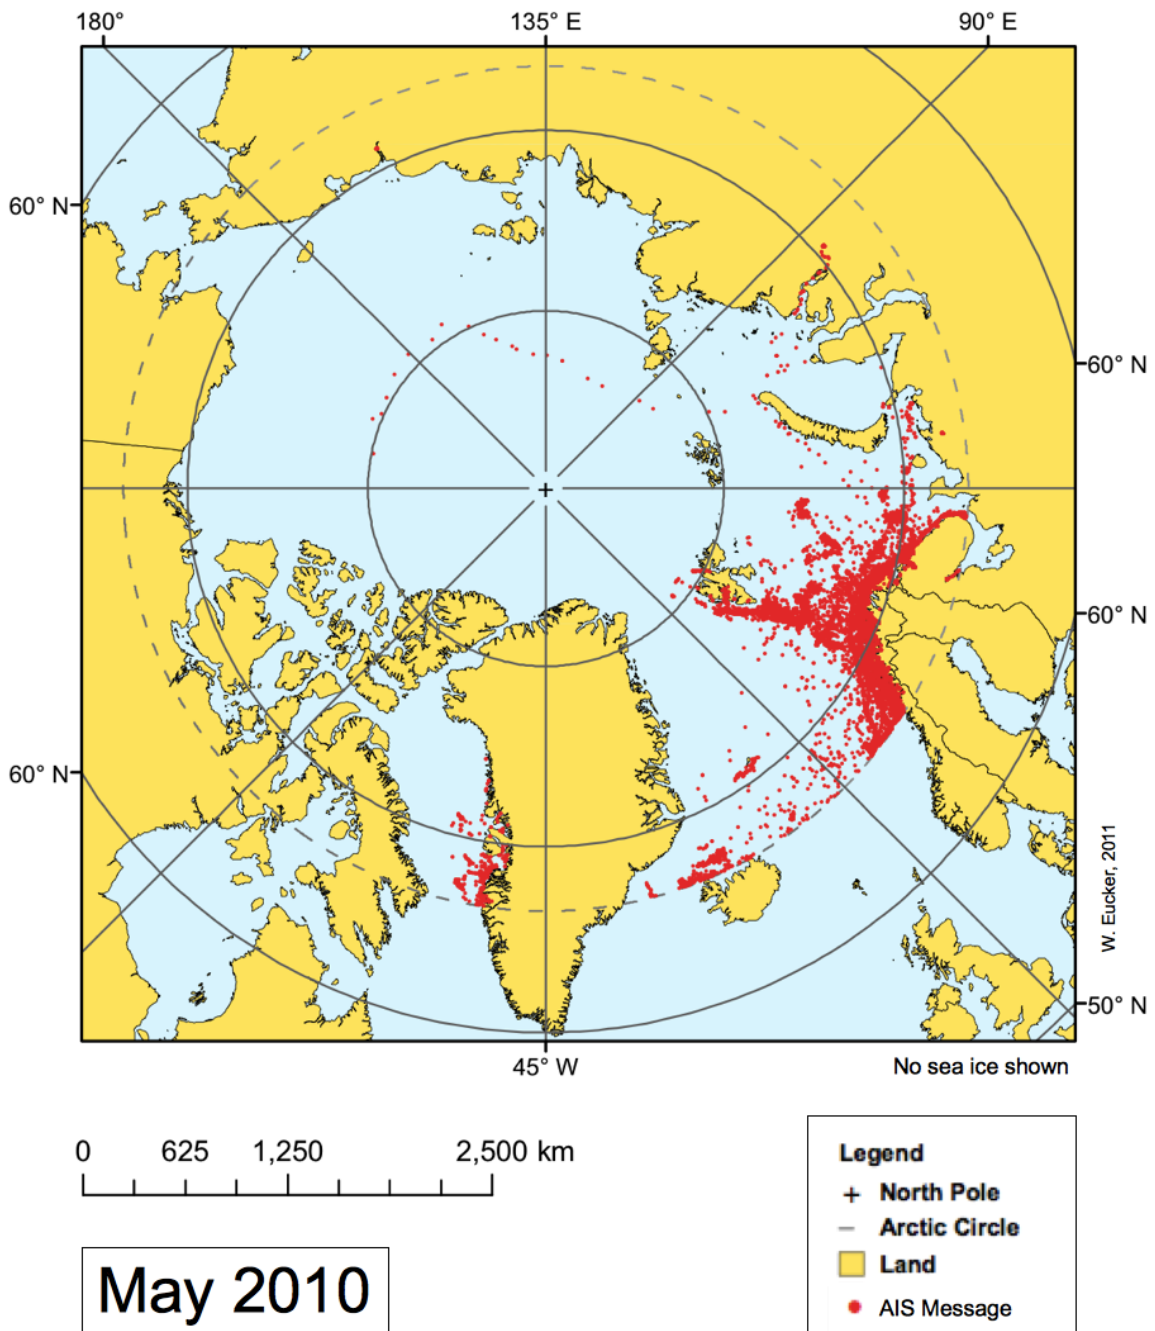 180°
135° E
90° E
60° N
60° N
60° N
60° N
50° N
W. Eucker, 2011
45° W
No sea ice shown
0 625 1,250 2,500 km
Legend
North Pole
Arctic Circle
Land
AIS Message
May 2010